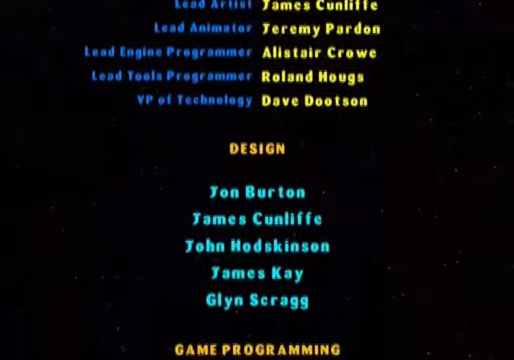 Lead Artist James Cunliffe
Lead Animator Jeremy Pardon
Lead Engine Programmer Alistair Crowe
Lead Tools Programmer Roland Hougs
VP of Technology Dave Dootson
DESIGN
Jon Burton
James Cunliffe
John Hodskinson
James Kay
Glyn Scragg
GAME PROGRAMMING